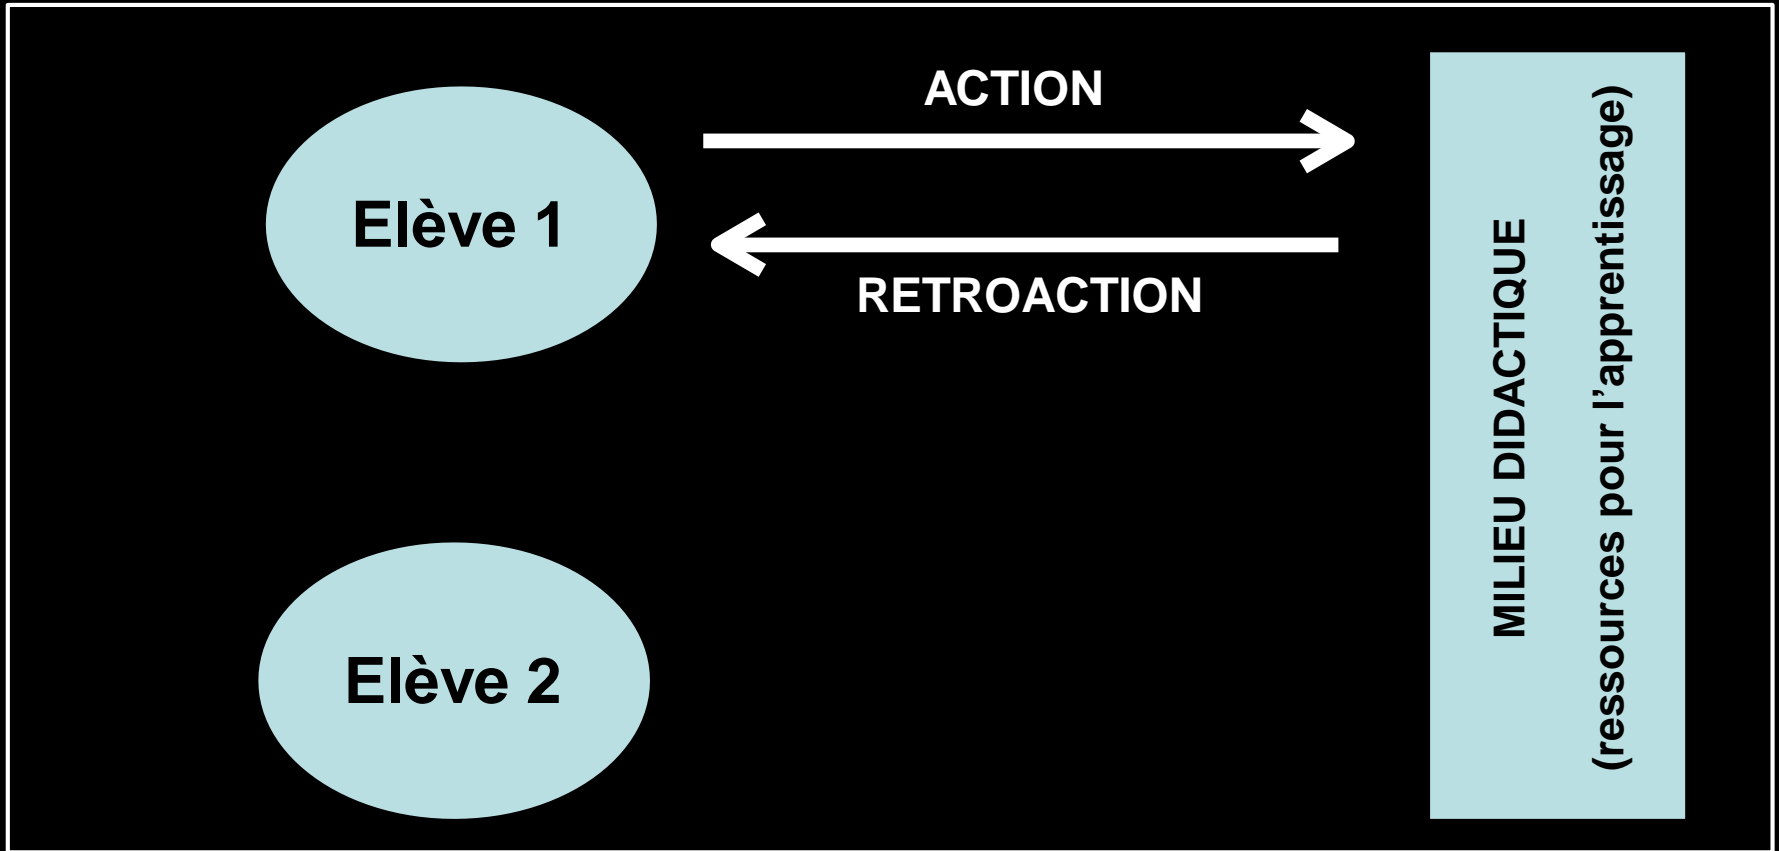 ACTION
Elève 1
RETROACTION
Elève 2
MILIEU DIDACTIQUE
(ressources pour l’apprentissage)